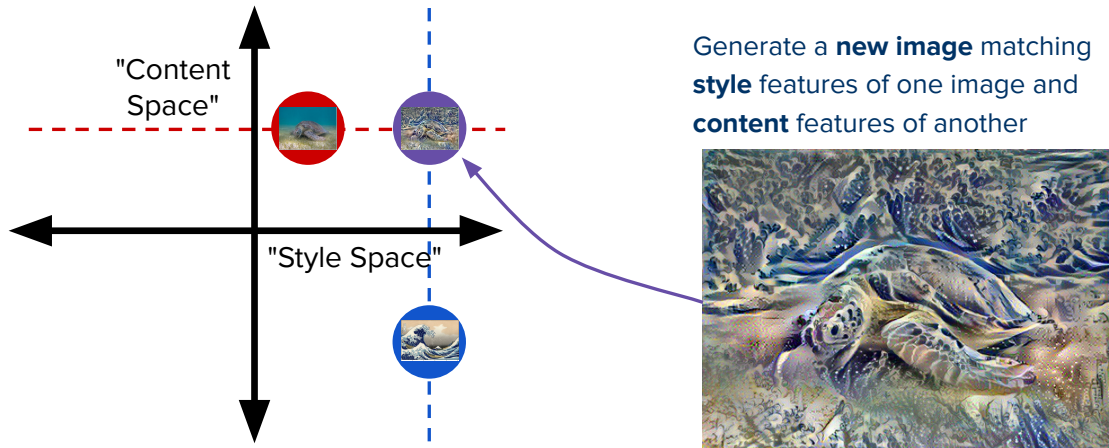 "Content
Space"
"Style Space"
Generate a new image matching
style features of one image and
content features of another